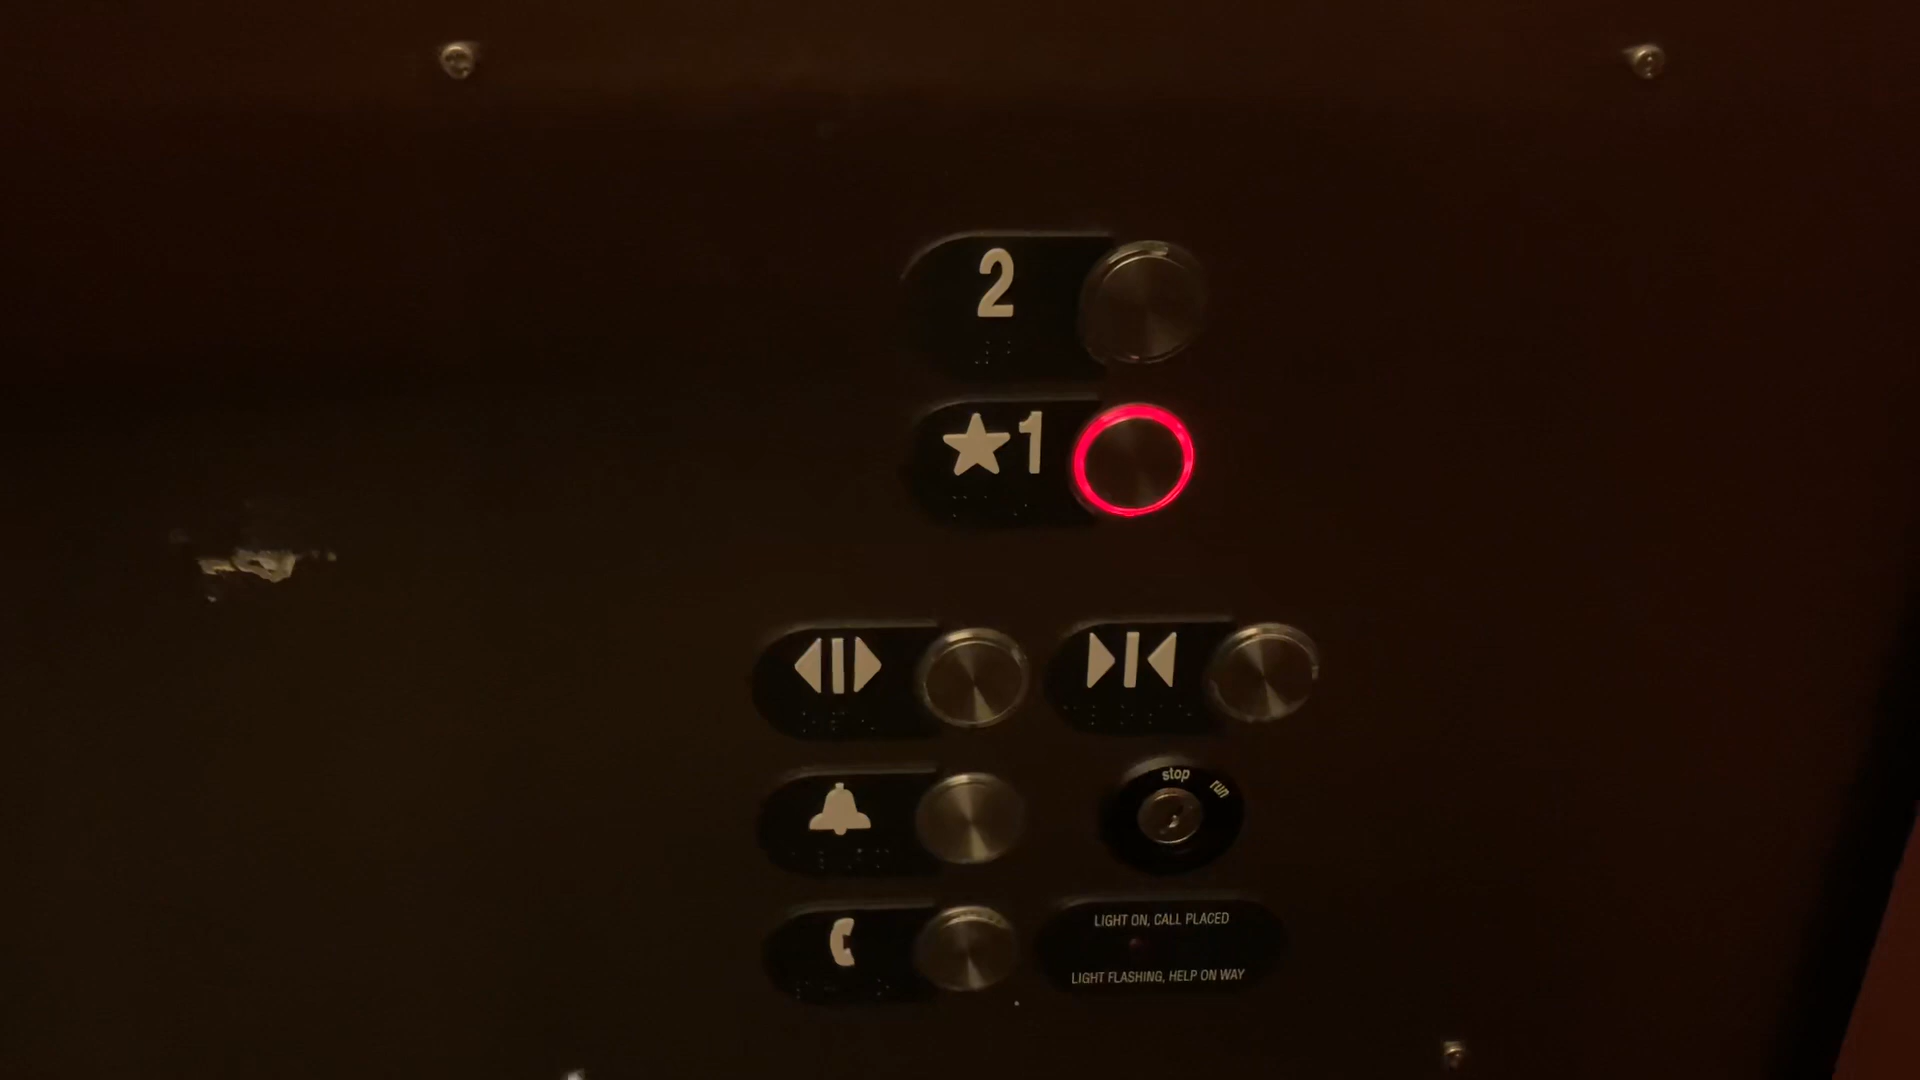 2
★1
stop
run
LIGHT ON, CALL PLACED
LIGHT FLASHING, HELP ON WAY